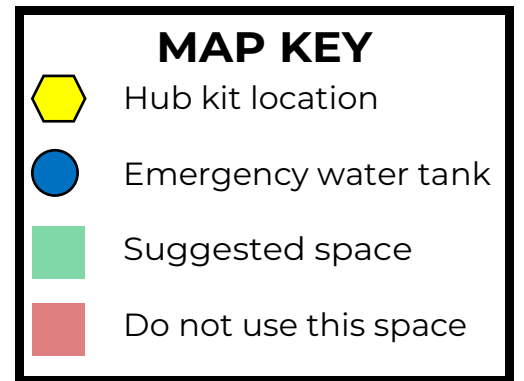 MAP KEY
Hub kit location
Emergency water tank
Suggested space
Do not use this space